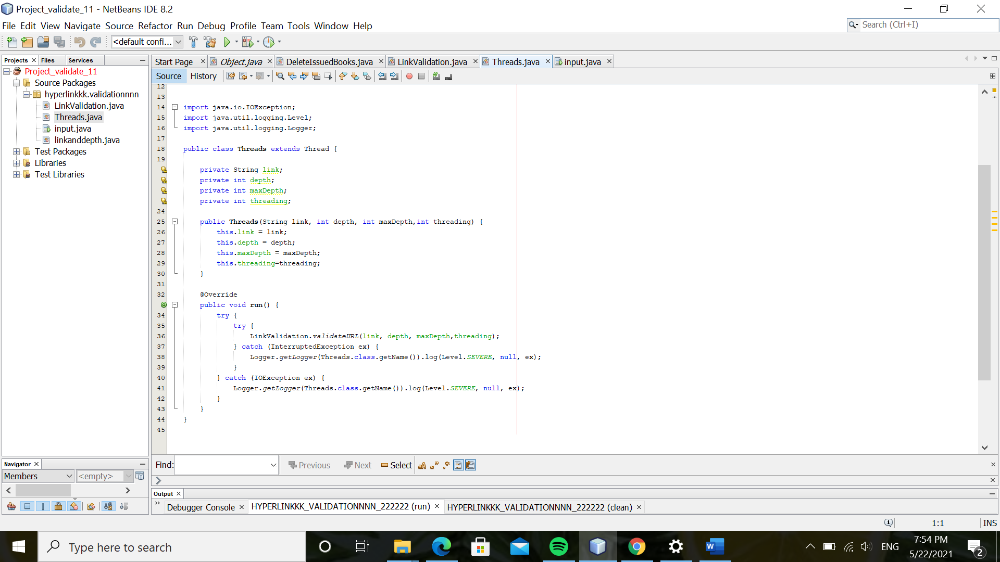 Project_validate_11 - NetBeans IDE 8.2
File Edit View Navigate Source Refactor Run Debug Profile Team Tools Window Help
Search (Ctrl+I)
<default confi...
Projects Files Services
Project_validate_11
Source Packages
hyperlinkkk.validationnnn
LinkValidation.java
Threads.java
input.java
linkanddepth.java
Test Packages
Libraries
Test Libraries
Start Page Object.java DeleteIssuedBooks.java LinkValidation.java Threads.java input.java
Source History
12
13
14 import java.io.IOException;
15 import java.util.logging.Level;
16 import java.util.logging.Logger;
17
18 public class Threads extends Thread {
19
private String link;
private int depth;
private int maxDepth;
private int threading;
24
25 public Threads(String link, int depth, int maxDepth,int threading) {
26 this.link = link;
27 this.depth = depth;
28 this.maxDepth = maxDepth;
29 this.threading=threading;
30 }
31
32 @Override
public void run() {
34 try {
35 try {
36 LinkValidation.validateURL(link, depth, maxDepth,threading);
37 } catch (InterruptedException ex) {
38 Logger.getLogger(Threads.class.getName()).log(Level.SEVERE, null, ex);
39 }
40 } catch (IOException ex) {
41 Logger.getLogger(Threads.class.getName()).log(Level.SEVERE, null, ex);
42 }
43 }
44 }
45
Find: Previous Next Select
Navigator
Members <empty>
Output
Debugger Console HYPERLINKKK_VALIDATIONNNN_222222 (run) HYPERLINKKK_VALIDATIONNNN_222222 (clean)
1:1 INS
Type here to search
ENG
7:54 PM
5/22/2021
2